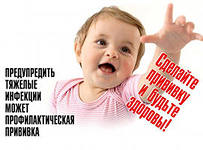 ПРЕДУПРЕДИТЬ
ТЯЖЕЛЫЕ
ИНФЕКЦИИ
МОЖЕТ
ПРОФИЛАКТИЧЕСКАЯ
ПРИВИВКА
Сделайте
прививку
и будьте
здоровы!